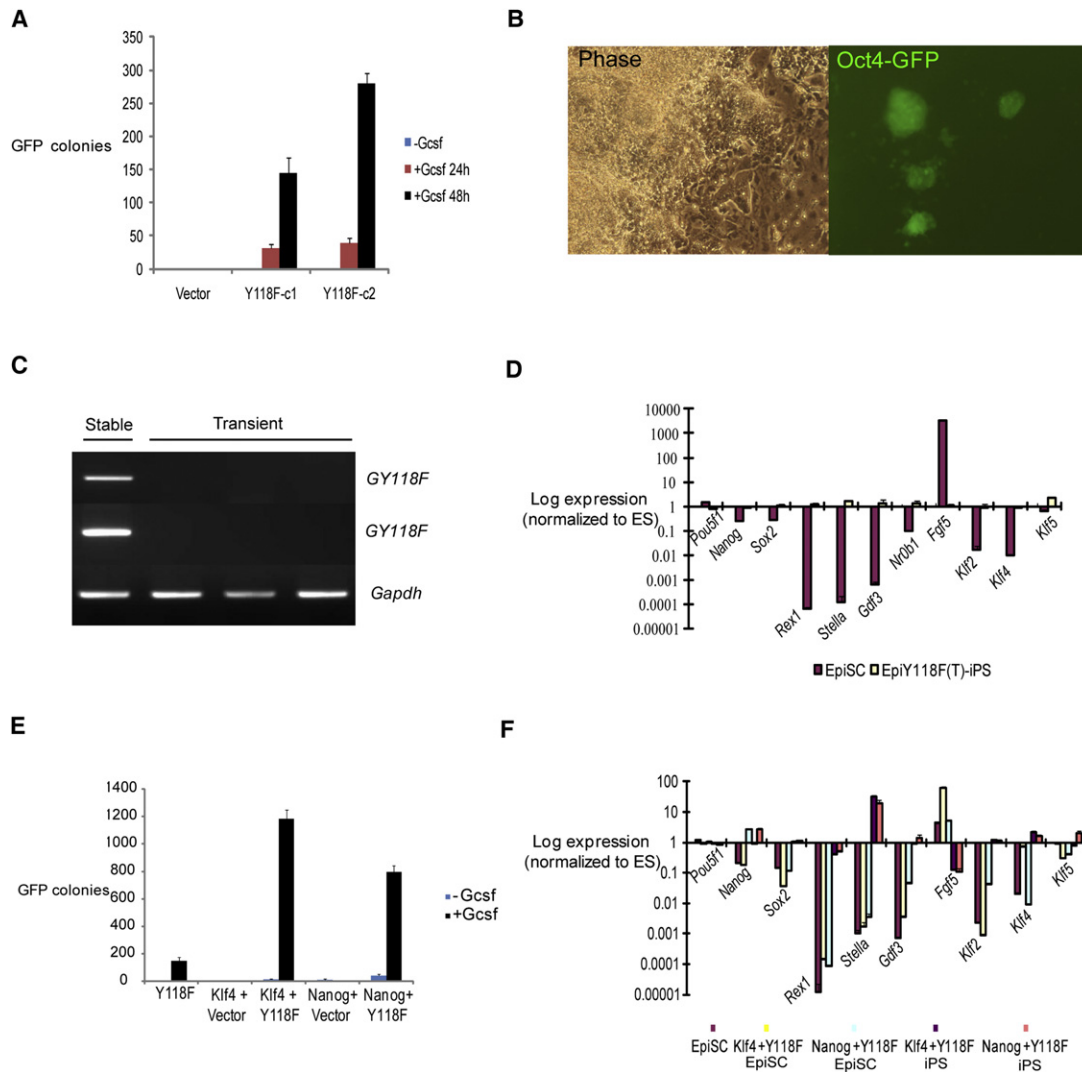 A
350
300
250
200
150
100
50
0
GFP colonies
Vector
Y118F-c1
Y118F-c2
-Gcsf
+Gcsf 24h
+Gcsf 48h
B
Phase
Oct4-GFP
C
Stable
Transient
GY118F
GY118F
Gapdh
D
10000
1000
100
10
1
0.1
0.01
0.001
0.0001
0.00001
Log expression
(normalized to ES)
Pou5f1
Nanog
Sox2
Rex1
Stella
Gdf3
Nr0b1
Fgf5
Klf2
Klf4
Klf5
EpiSC
EpiY118F(T)-iPS
E
1400
1200
1000
800
600
400
200
0
GFP colonies
Y118F
Klf4 +
Vector
Klf4 +
Y118F
Nanog+
Vector
Nanog+
Y118F
-Gcsf
+Gcsf
F
100
10
1
0.1
0.01
0.001
0.0001
0.00001
Log expression
(normalized to ES)
Pou5f1
Nanog
Sox2
Rex1
Stella
Gdf3
Fgf5
Klf2
Klf4
Klf5
EpiSC
Klf4+Y118F
EpiSC
Nanog+Y118F
EpiSC
Klf4+Y118F
iPS
Nanog+Y118F
iPS